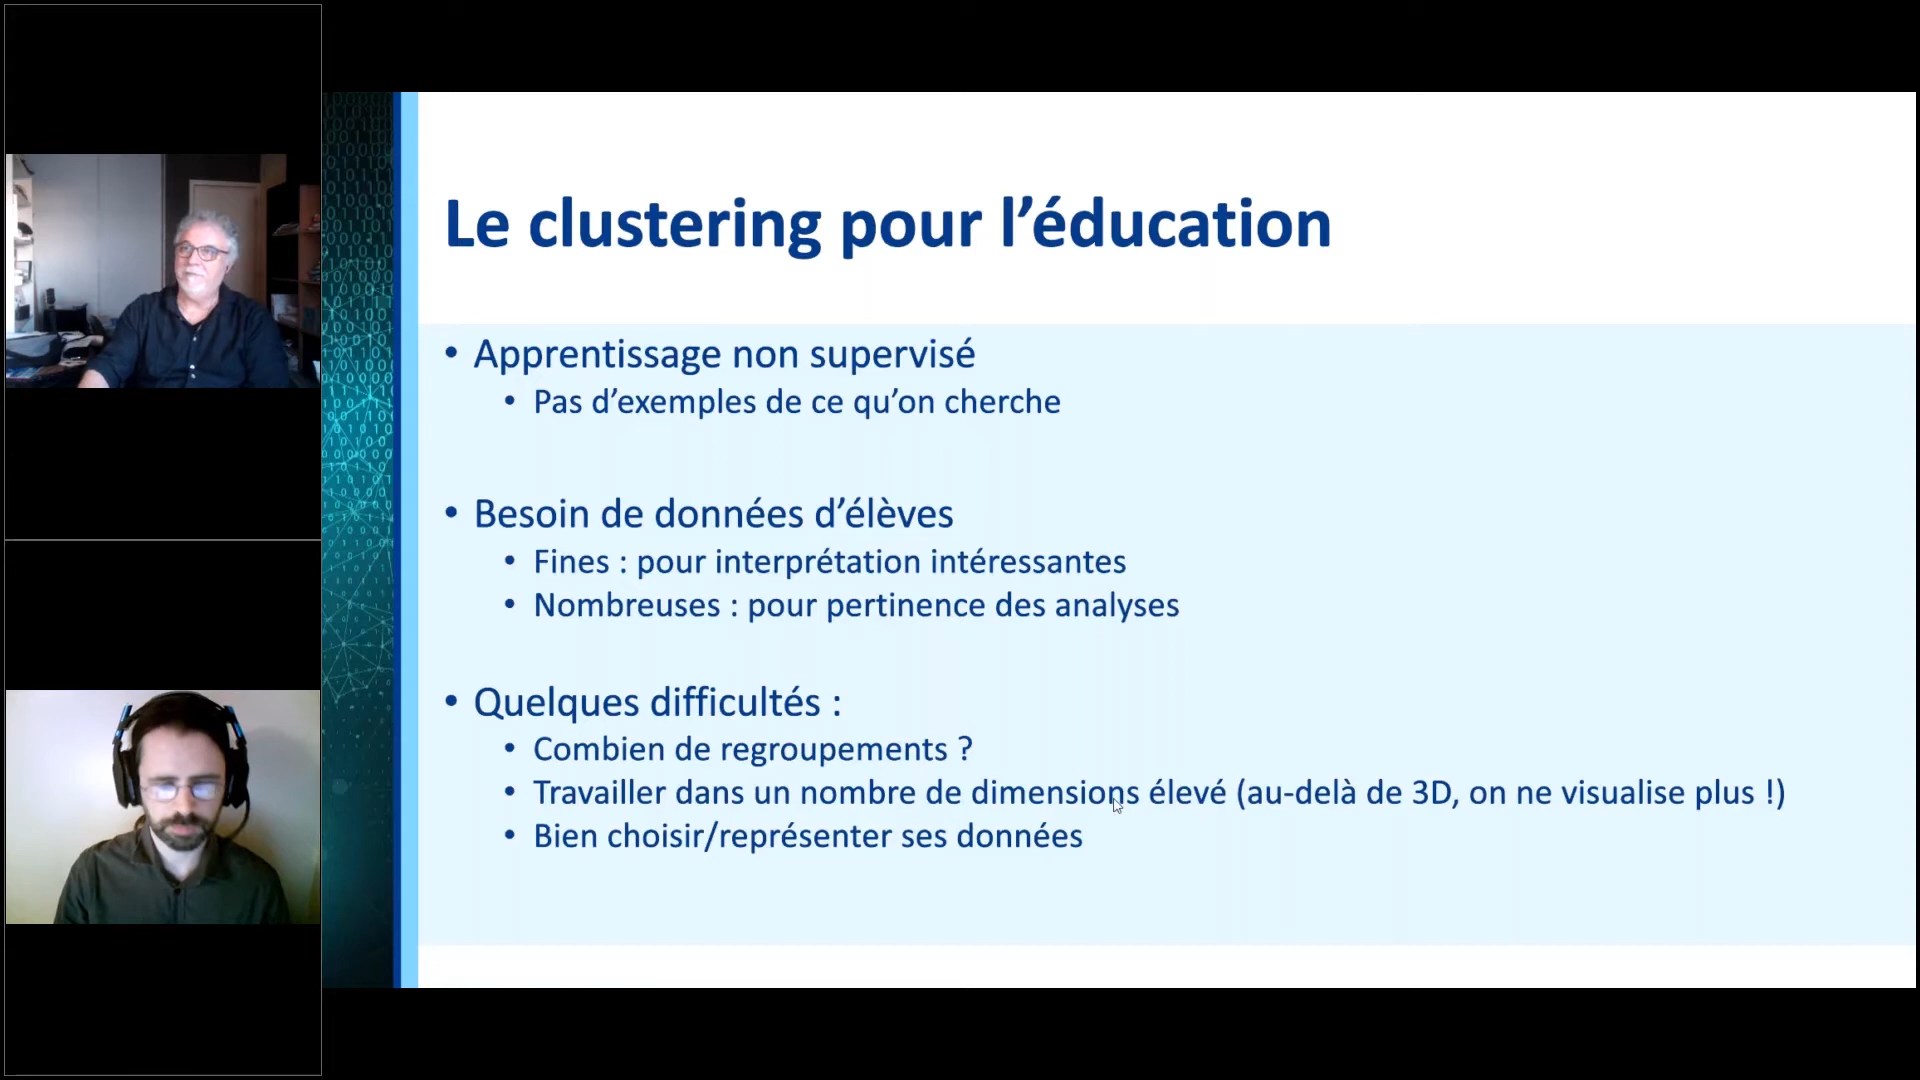 Le clustering pour l’éducation
• Apprentissage non supervisé
• Pas d’exemples de ce qu’on cherche
• Besoin de données d’élèves
• Fines : pour interprétation intéressantes
• Nombreuses : pour pertinence des analyses
• Quelques difficultés :
• Combien de regroupements ?
• Travailler dans un nombre de dimensions élevé (au-delà de 3D, on ne visualise plus !)
• Bien choisir/représenter ses données